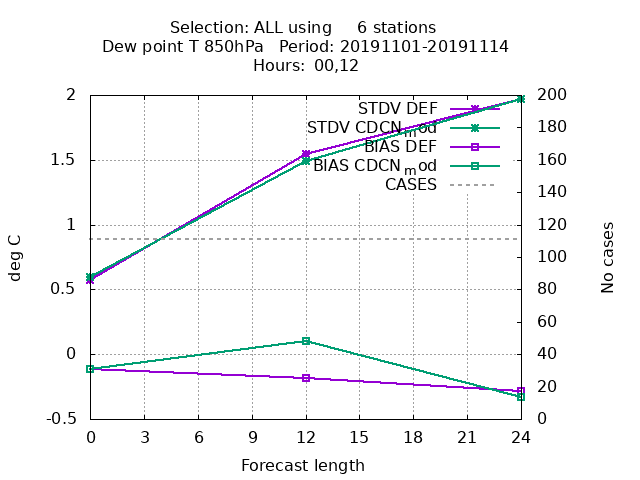 Selection: ALL using 6 stations
Dew point T 850hPa Period: 20191101-20191114
Hours: 00,12
STDV DEF
STDV CDCN_mod
BIAS DEF
BIAS CDCN_mod
CASES
2
1.5
1
0.5
0
-0.5
deg C
200
180
160
140
120
100
80
60
40
20
0
No cases
0 3 6 9 12 15 18 21 24
Forecast length